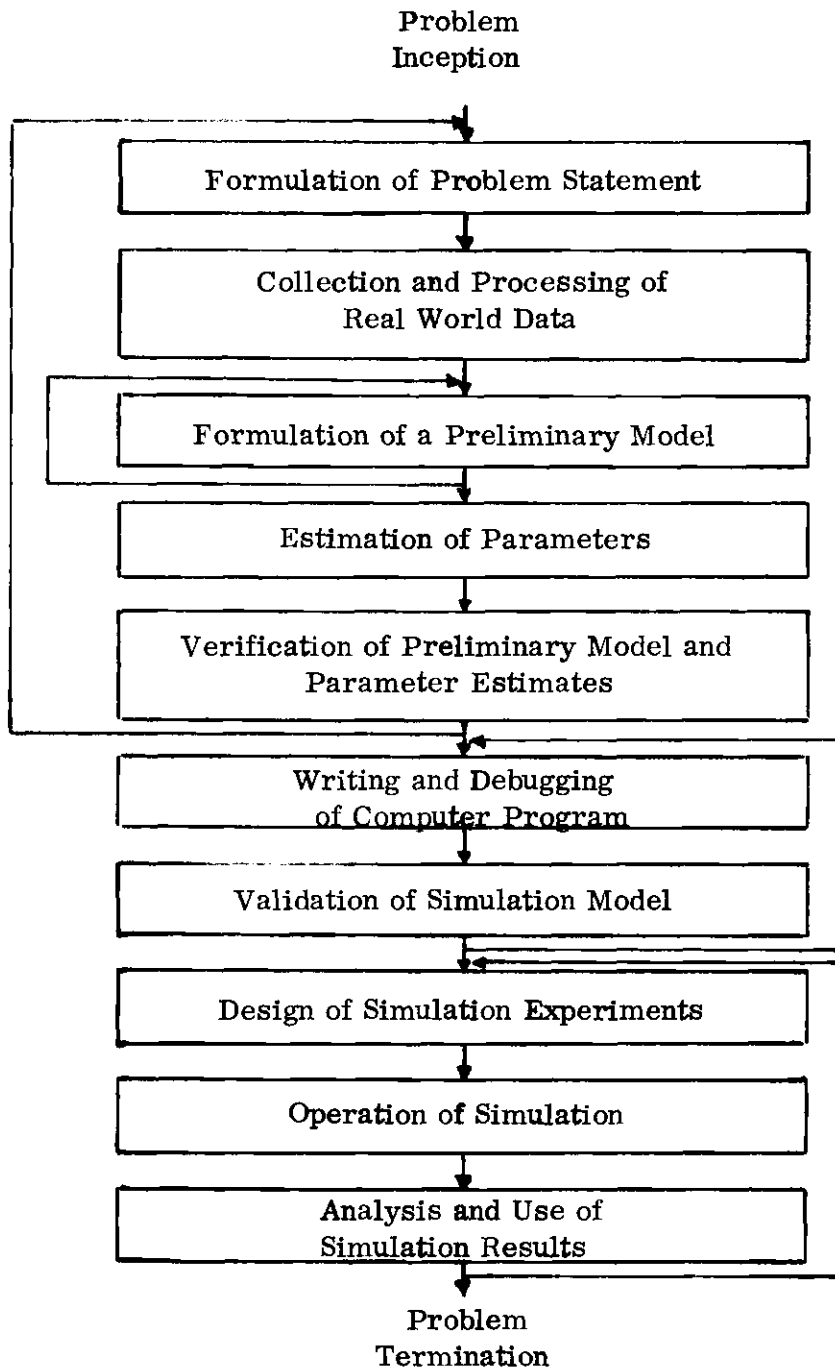 Problem
Inception
Formulation of Problem Statement
Collection and Processing of
Real World Data
Formulation of a Preliminary Model
Estimation of Parameters
Verification of Preliminary Model and
Parameter Estimates
Writing and Debugging
of Computer Program
Validation of Simulation Model
Design of Simulation Experiments
Operation of Simulation
Analysis and Use of
Simulation Results
Problem
Termination